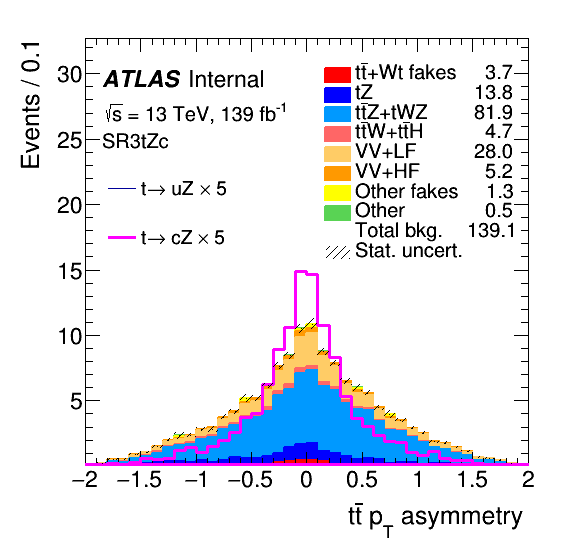 Events / 0.1
ATLAS Internal
√s = 13 TeV, 139 fb⁻¹
SR3tZc
t→ uZ × 5
t→ cZ × 5
tt̄+Wt fakes 3.7
tZ 13.8
tt̄Z+tWZ 81.9
tt̄W+tt̄H 4.7
VV+LF 28.0
VV+HF 5.2
Other fakes 1.3
Other 0.5
Total bkg. 139.1
Stat. uncert.
30
25
20
15
10
5
−2 −1.5 −1 −0.5 0 0.5 1 1.5 2
tt̄ p_T asymmetry